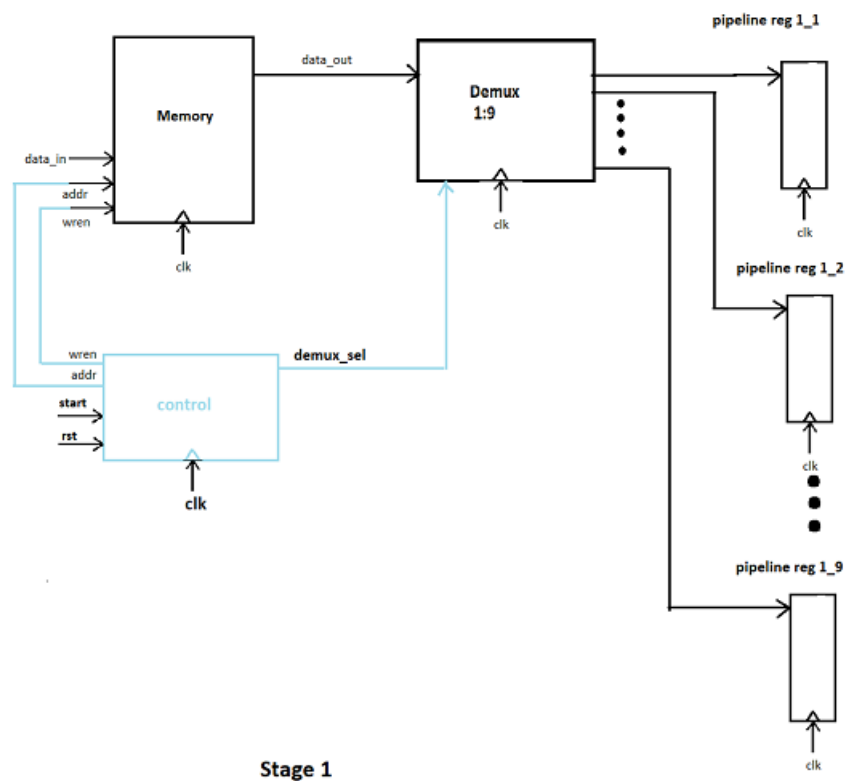 pipeline reg 1_1
data_out
Demux
1:9
Memory
data_in
addr
wren
clk
clk
clk
pipeline reg 1_2
wren
addr
demux_sel
start
control
rst
clk
clk
pipeline reg 1_9
clk
Stage 1